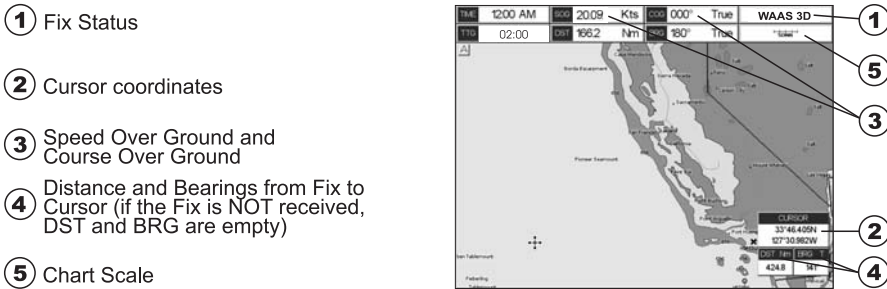 1 Fix Status
2 Cursor coordinates
3 Speed Over Ground and
Course Over Ground
4 Distance and Bearings from Fix to
Cursor (if the Fix is NOT received,
DST and BRG are empty)
5 Chart Scale
TIME 12:00 AM SOG 20.09 Kts COG 000° True WAAS 3D 1
TTG 02:00 DST 166.2 Nm BRG 180° True
5
A
Sierra Nevada
Sacramento
3
Pioneer Seamount
CURSOR
33°46.405N 2
127°30.982W
DST Nm BRG T
424.8 141 4